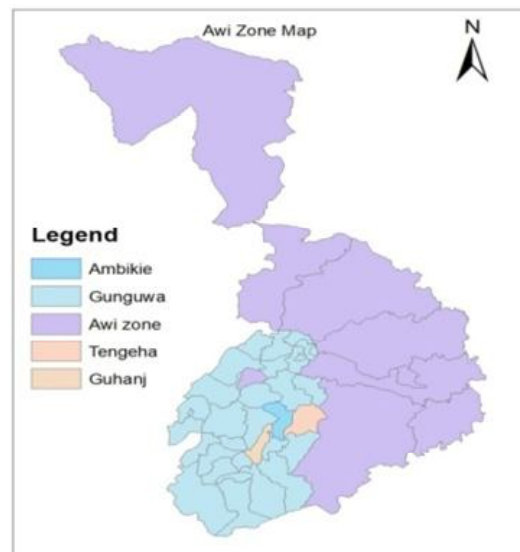 Awi Zone Map
N
Legend
Ambikie
Gunguwa
Awi zone
Tengeha
Guhanj